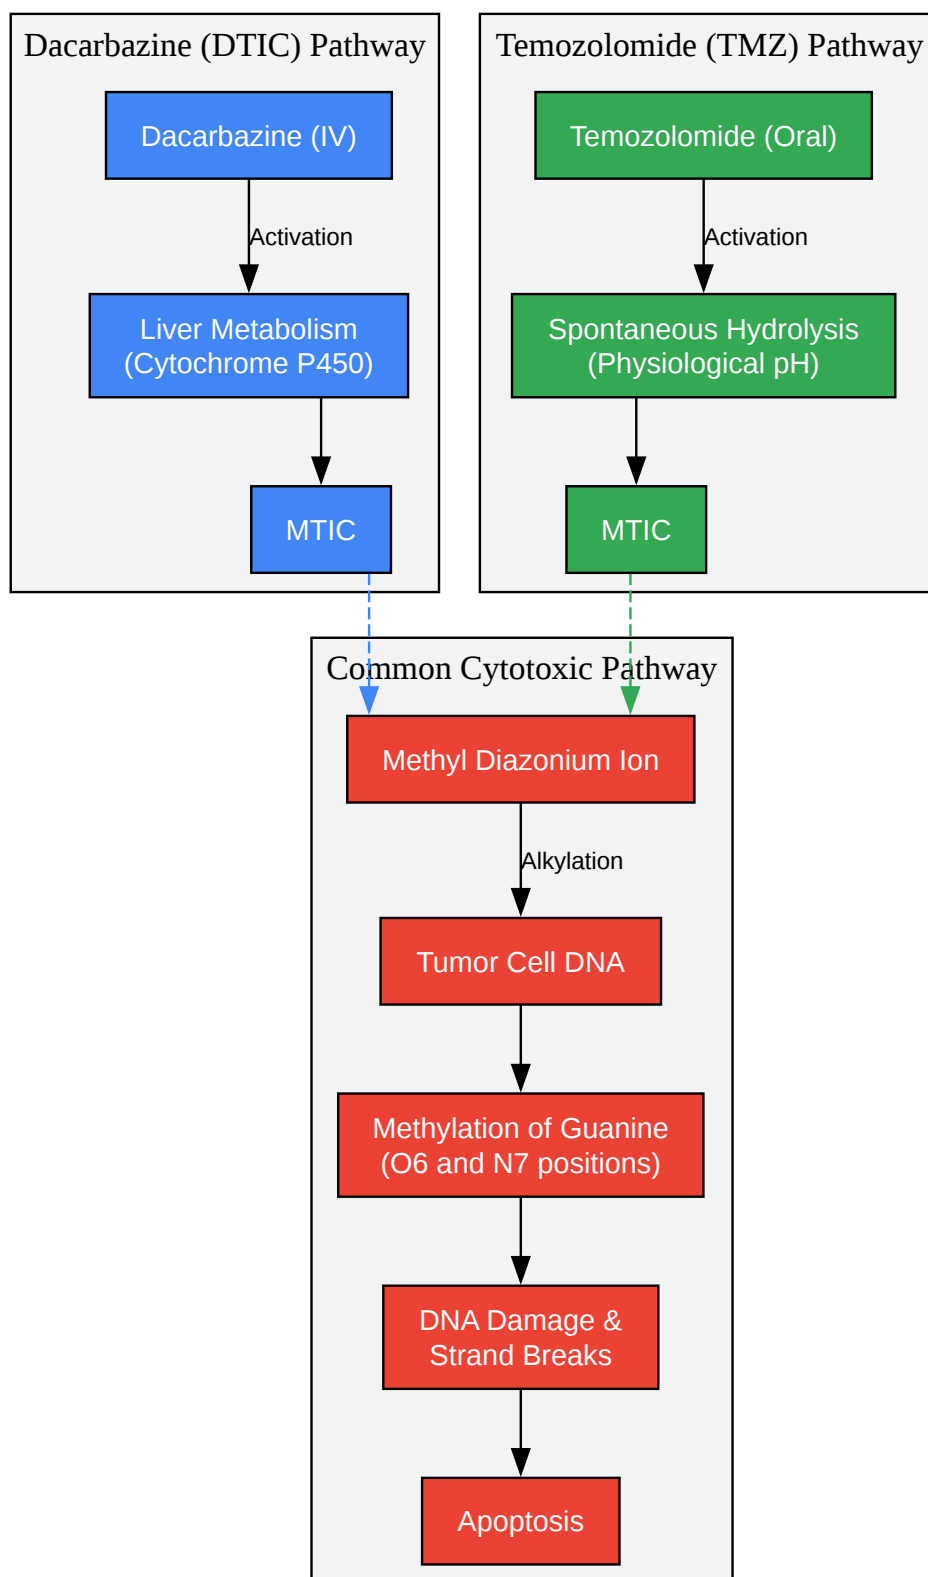 Dacarbazine (DTIC) Pathway
Dacarbazine (IV)
Activation
Liver Metabolism
(Cytochrome P450)
MTIC
Temozolomide (TMZ) Pathway
Temozolomide (Oral)
Activation
Spontaneous Hydrolysis
(Physiological pH)
MTIC
Common Cytotoxic Pathway
Methyl Diazonium Ion
Alkylation
Tumor Cell DNA
Methylation of Guanine
(O6 and N7 positions)
DNA Damage &
Strand Breaks
Apoptosis